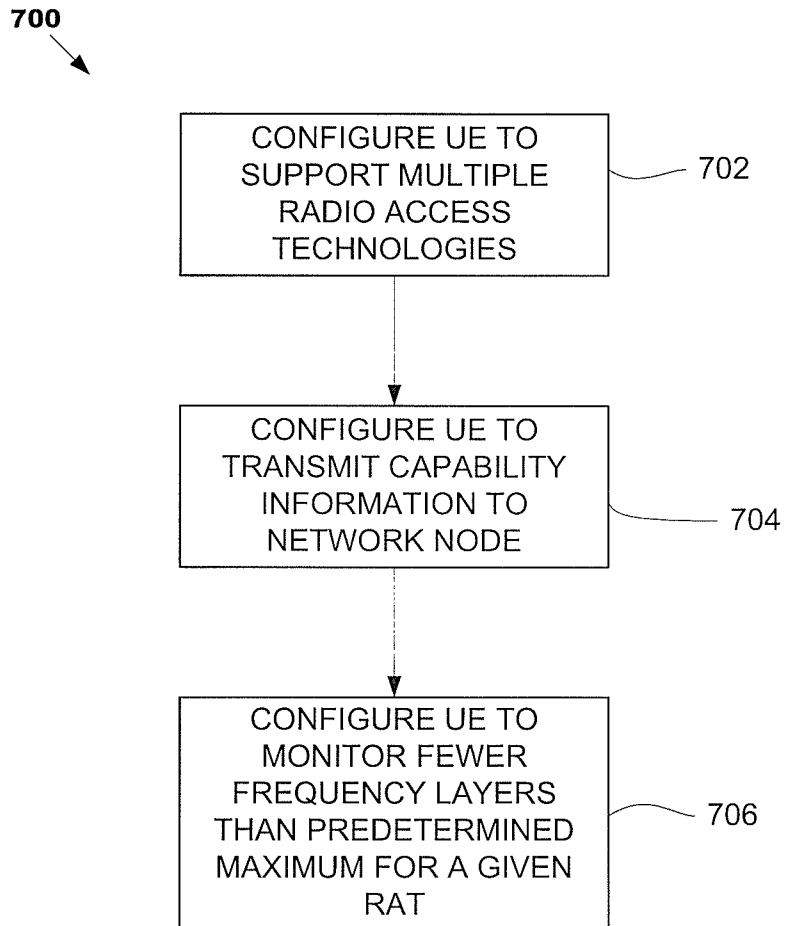 700
CONFIGURE UE TO
SUPPORT MULTIPLE
RADIO ACCESS
TECHNOLOGIES
702
CONFIGURE UE TO
TRANSMIT CAPABILITY
INFORMATION TO
NETWORK NODE
704
CONFIGURE UE TO
MONITOR FEWER
FREQUENCY LAYERS
THAN PREDETERMINED
MAXIMUM FOR A GIVEN
RAT
706